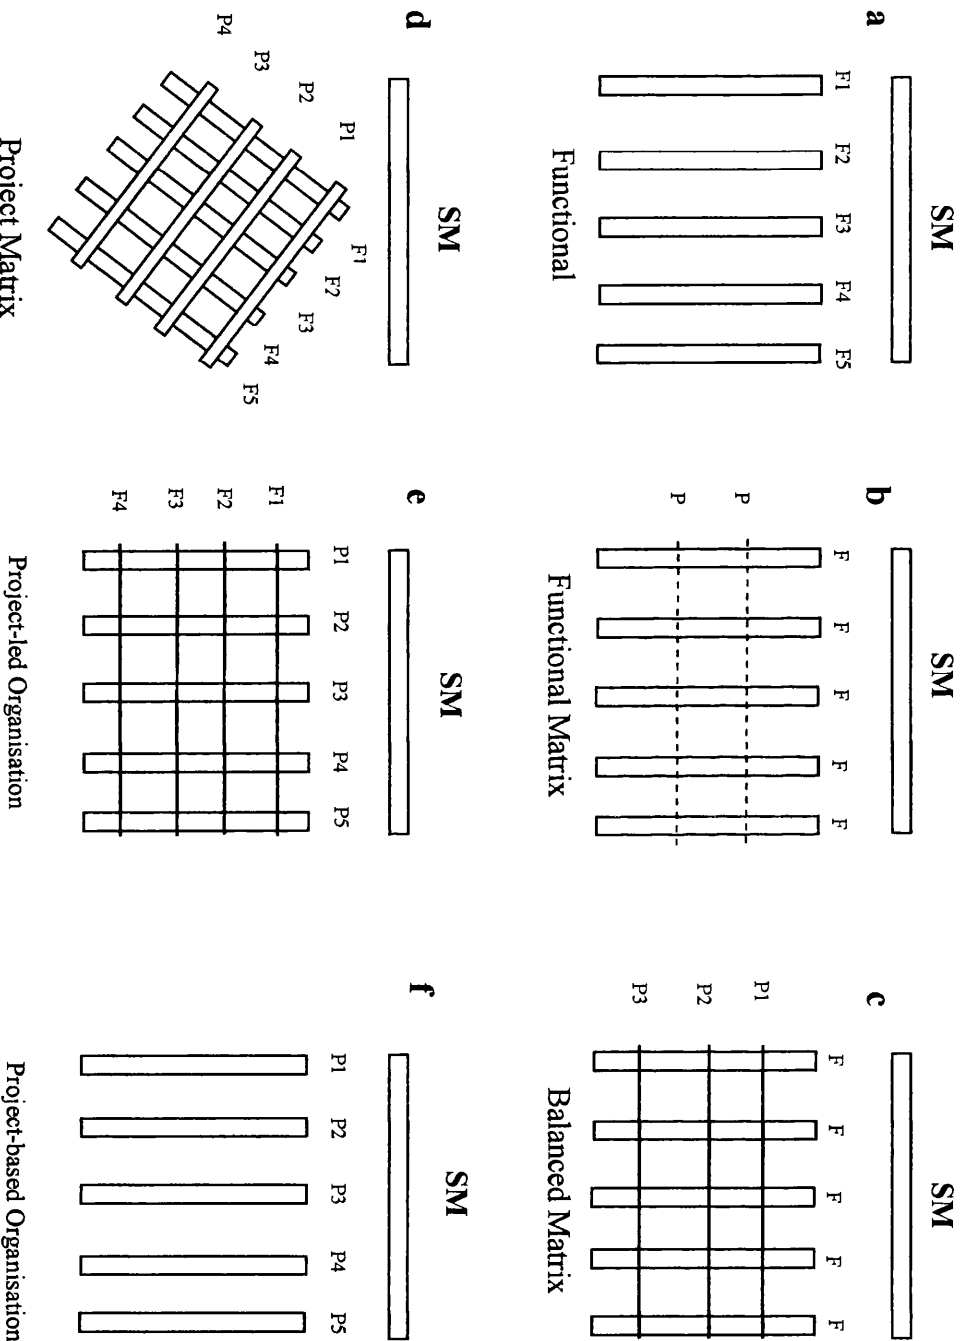 a
SM
F1 F2 F3 F4 F5
Functional
b
SM
F F F F F
P
P
Functional Matrix
c
SM
F F F F F
P1
P2
P3
Balanced Matrix
d
SM
P4 P3 P2 P1
F1 F2 F3 F4 F5
Project Matrix
e
SM
P1 P2 P3 P4 P5
F1
F2
F3
F4
Project-led Organisation
f
SM
P1 P2 P3 P4 P5
Project-based Organisation